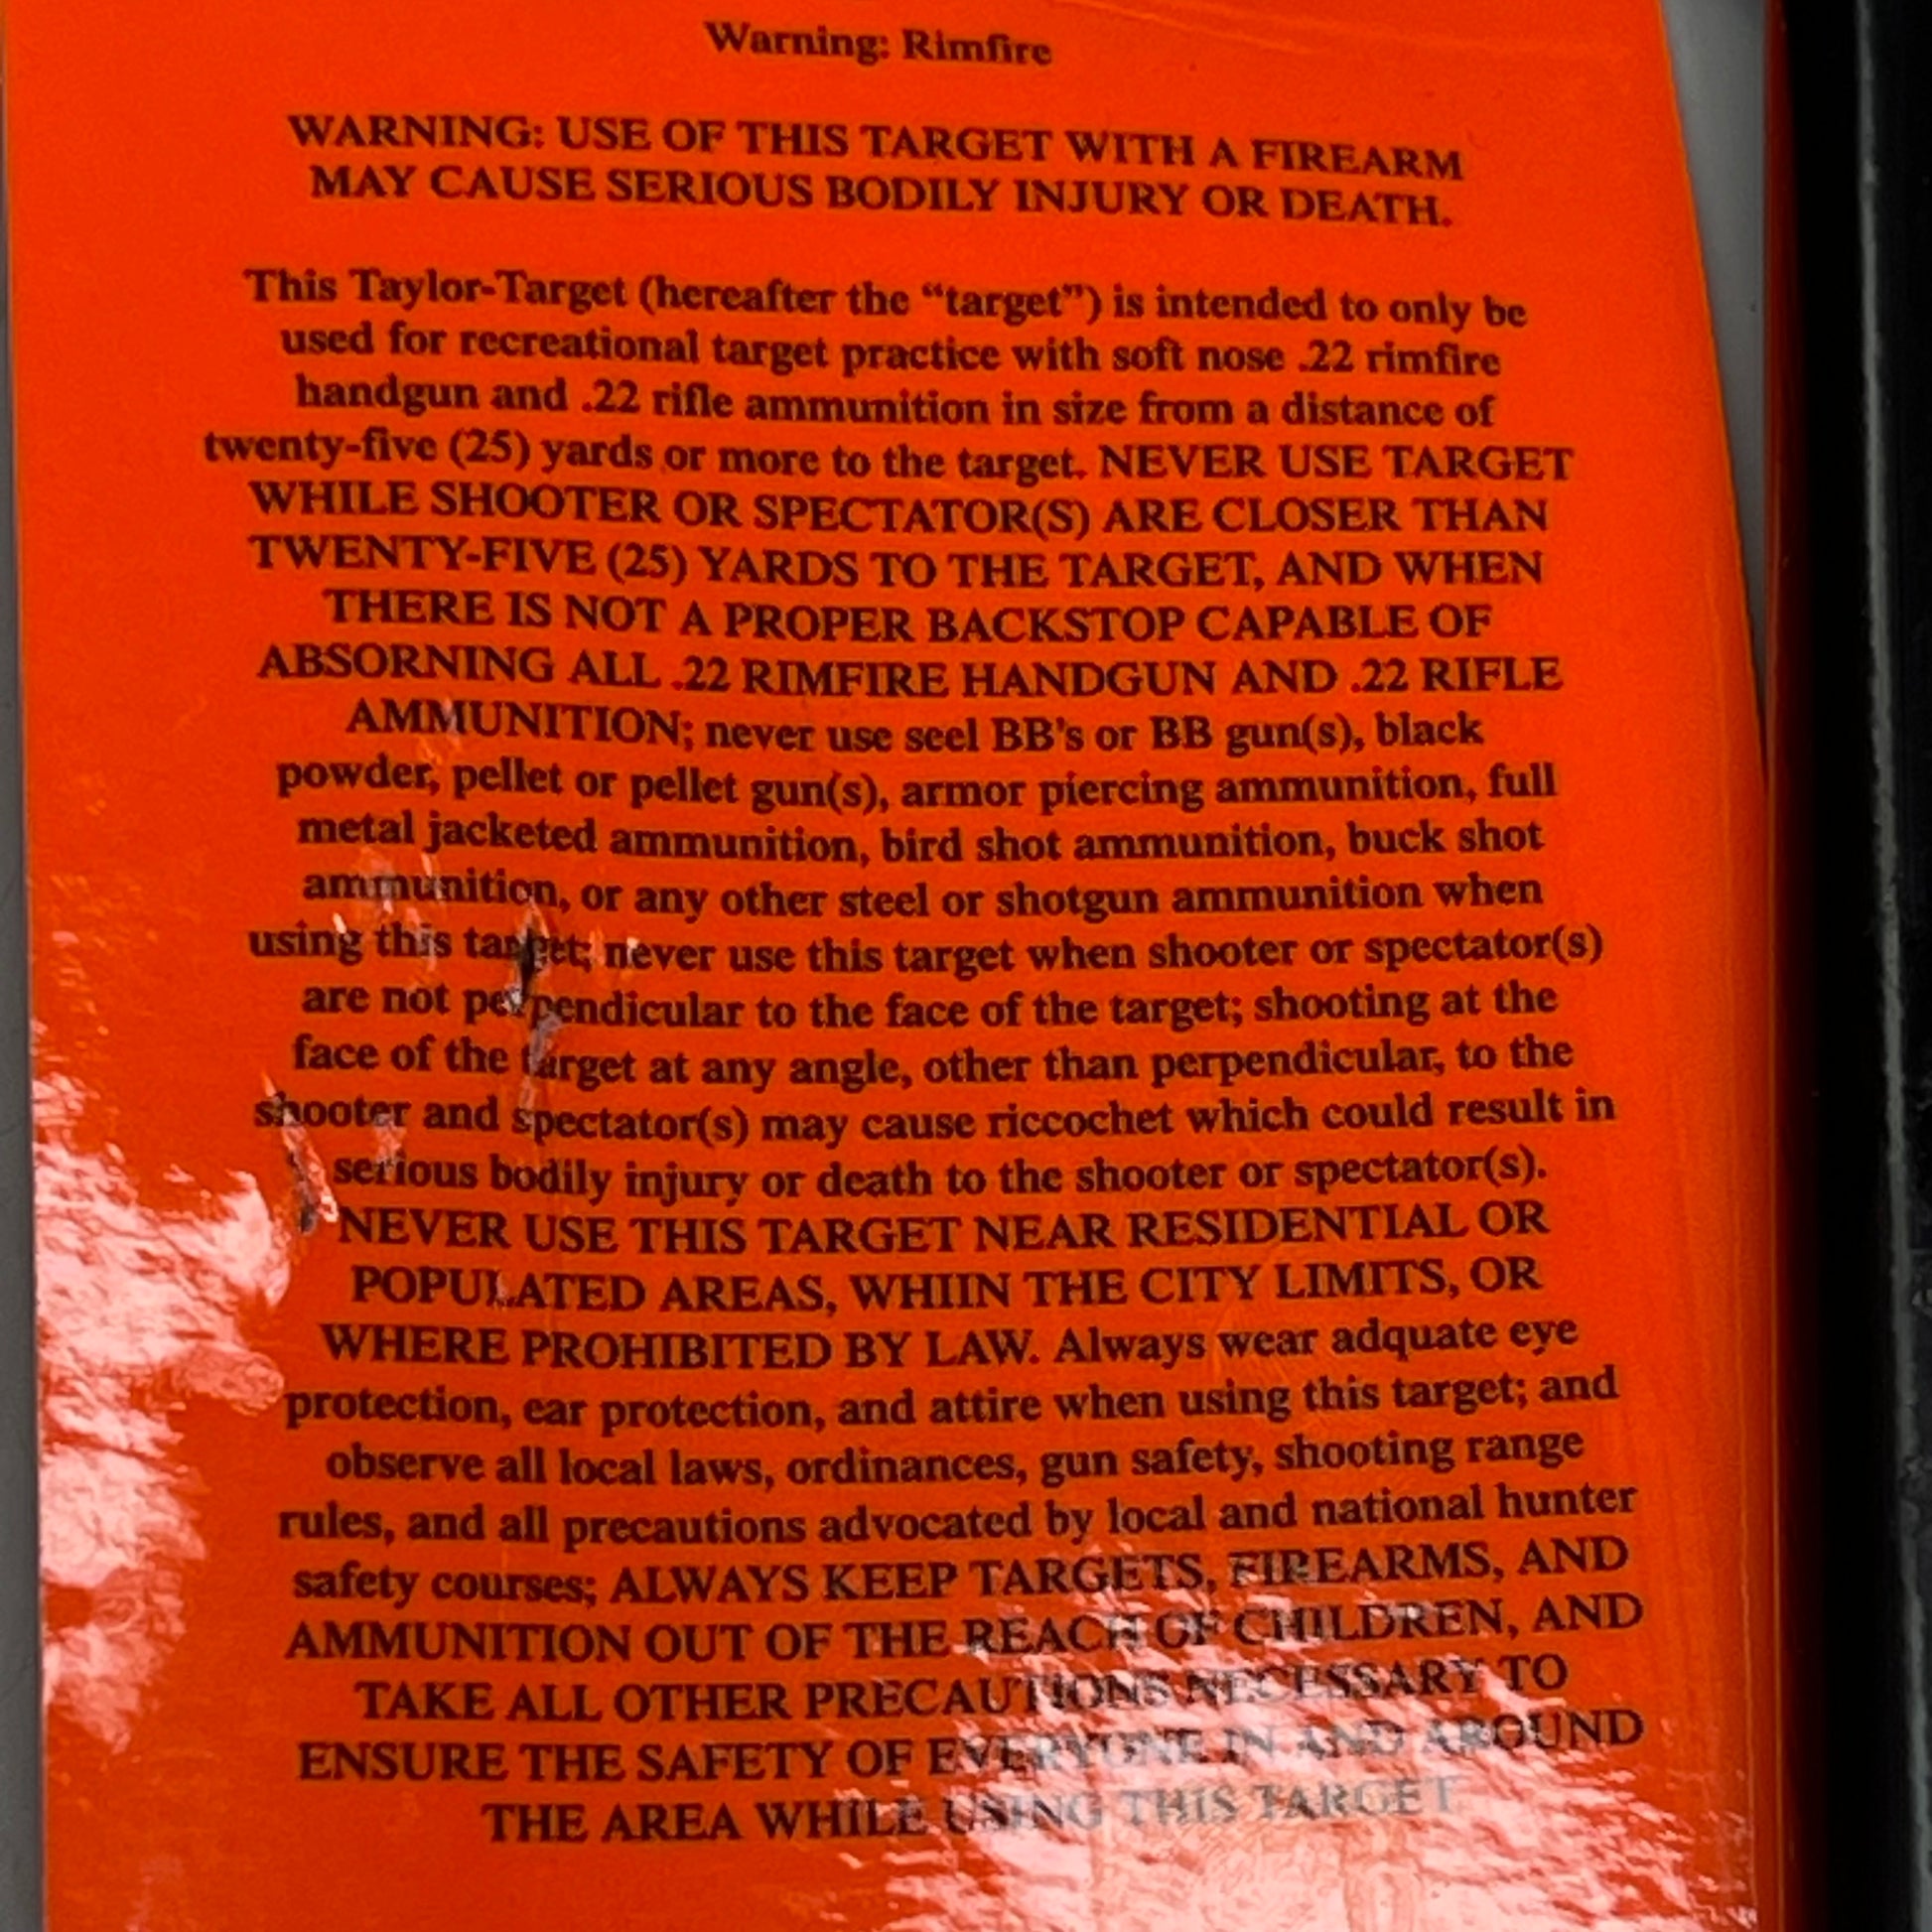 Warning: Rimfire
WARNING: USE OF THIS TARGET WITH A FIREARM
MAY CAUSE SERIOUS BODILY INJURY OR DEATH.
This Taylor-Target (hereafter the “target”) is intended to only be
used for recreational target practice with soft nose .22 rimfire
handgun and .22 rifle ammunition in size from a distance of
twenty-five (25) yards or more to the target. NEVER USE TARGET
WHILE SHOOTER OR SPECTATOR(S) ARE CLOSER THAN
TWENTY-FIVE (25) YARDS TO THE TARGET, AND WHEN
THERE IS NOT A PROPER BACKSTOP CAPABLE OF
ABSORNING ALL .22 RIMFIRE HANDGUN AND .22 RIFLE
AMMUNITION; never use seel BB's or BB gun(s), black
powder, pellet or pellet gun(s), armor piercing ammunition, full
metal jacketed ammunition, bird shot ammunition, buck shot
ammunition, or any other steel or shotgun ammunition when
using this target; never use this target when shooter or spectator(s)
are not perpendicular to the face of the target; shooting at the
face of the target at any angle, other than perpendicular, to the
shooter and spectator(s) may cause riccochet which could result in
serious bodily injury or death to the shooter or spectator(s).
NEVER USE THIS TARGET NEAR RESIDENTIAL OR
POPULATED AREAS, WHIIN THE CITY LIMITS, OR
WHERE PROHIBITED BY LAW. Always wear adquate eye
protection, ear protection, and attire when using this target; and
observe all local laws, ordinances, gun safety, shooting range
rules, and all precautions advocated by local and national hunter
safety courses; ALWAYS KEEP TARGETS, FIREARMS, AND
AMMUNITION OUT OF THE REACH OF CHILDREN, AND
TAKE ALL OTHER PRECAUTIONS NECESSARY TO
ENSURE THE SAFETY OF EVERYONE IN AND AROUND
THE AREA WHILE USING THIS TARGET